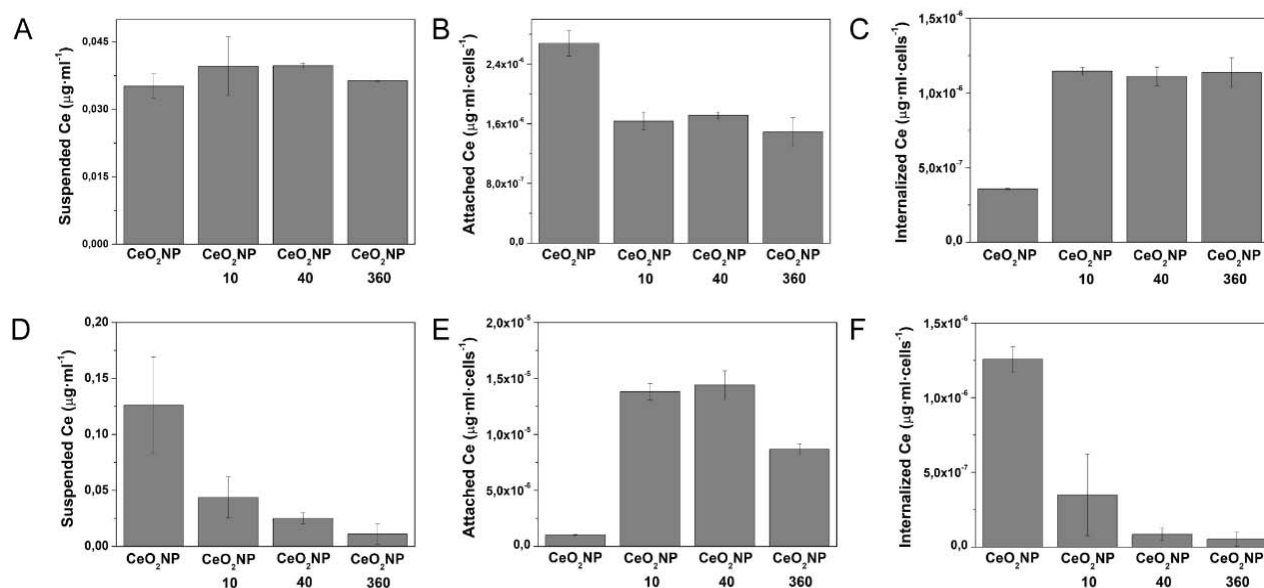 A
Suspended Ce (µg·ml⁻¹)
0,045
0,030
0,015
0,000
CeO₂NP CeO₂NP CeO₂NP CeO₂NP
10 40 360
B
Attached Ce (µg·ml·cells⁻¹)
2,4x10⁻⁶
1,6x10⁻⁶
8,0x10⁻⁷
0,0
CeO₂NP CeO₂NP CeO₂NP CeO₂NP
10 40 360
C
Internalized Ce (µg·ml·cells⁻¹)
1,5x10⁻⁶
1,0x10⁻⁶
5,0x10⁻⁷
0,0
CeO₂NP CeO₂NP CeO₂NP CeO₂NP
10 40 360
D
Suspended Ce (µg·ml⁻¹)
0,20
0,15
0,10
0,05
0,00
CeO₂NP CeO₂NP CeO₂NP CeO₂NP
10 40 360
E
Attached Ce (µg·ml·cells⁻¹)
2,0x10⁻⁵
1,5x10⁻⁵
1,0x10⁻⁵
5,0x10⁻⁶
0,0
CeO₂NP CeO₂NP CeO₂NP CeO₂NP
10 40 360
F
Internalized Ce (µg·ml·cells⁻¹)
1,5x10⁻⁶
1,0x10⁻⁶
5,0x10⁻⁷
0,0
CeO₂NP CeO₂NP CeO₂NP CeO₂NP
10 40 360